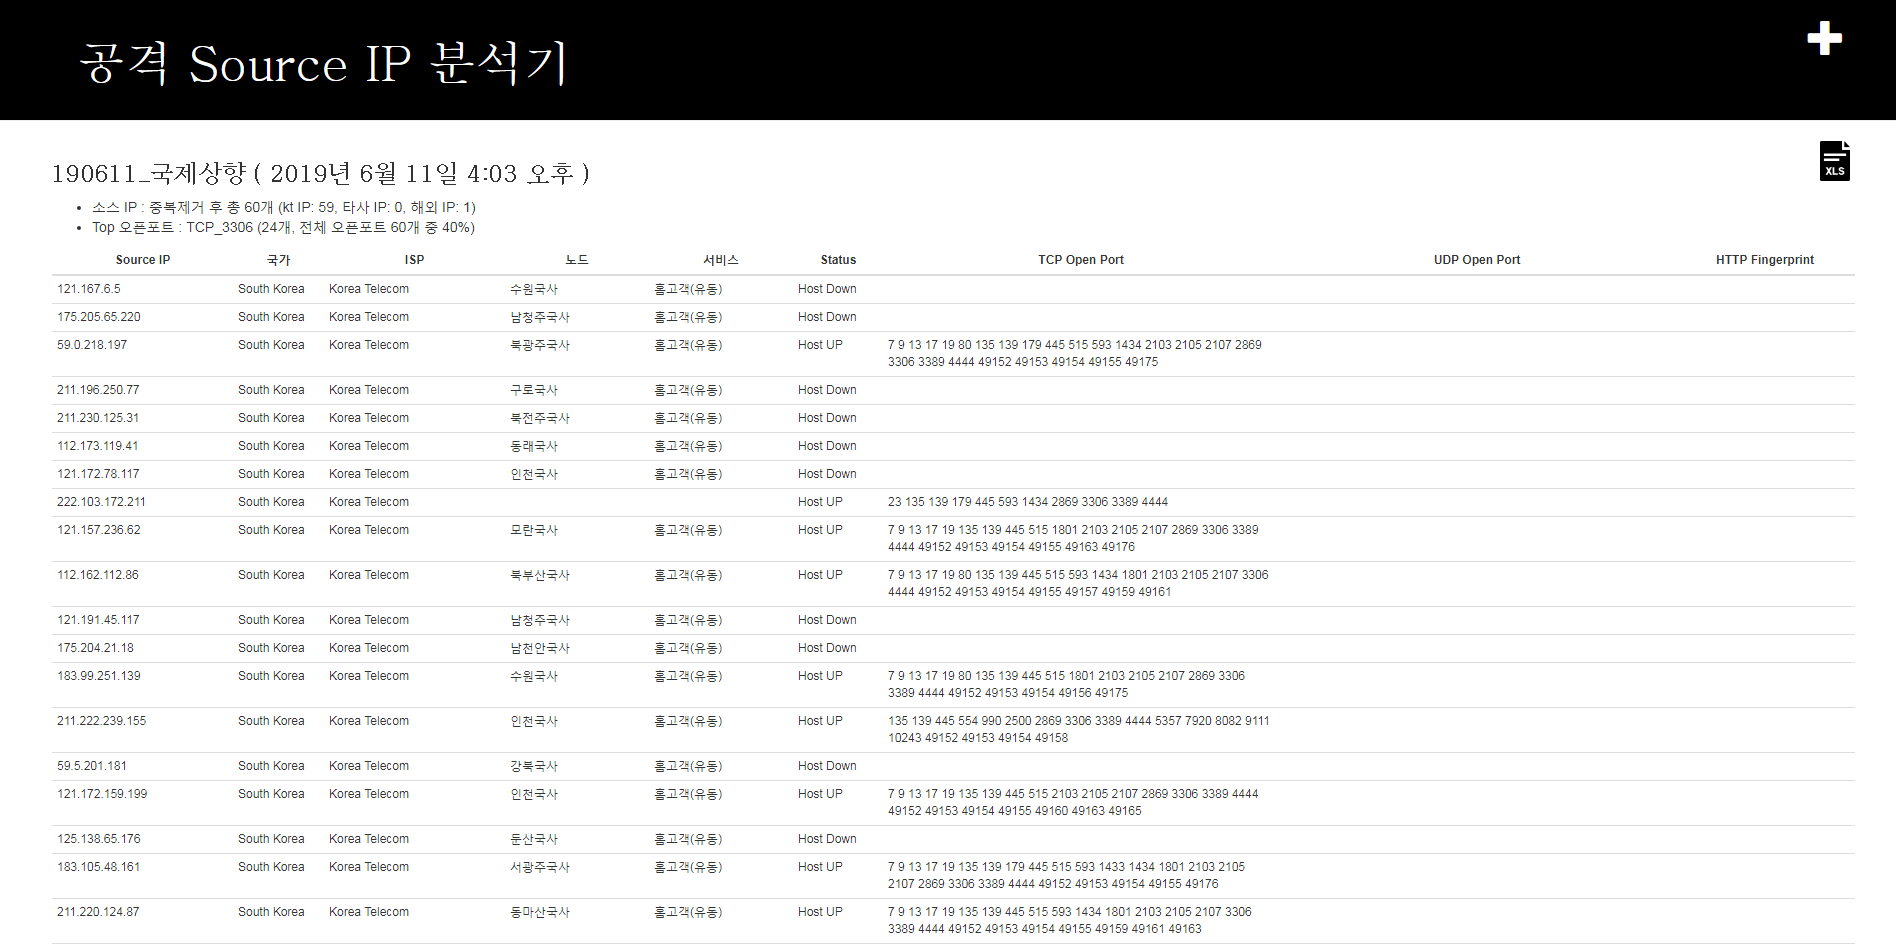 공격 Source IP 분석기
190611_국제상향 ( 2019년 6월 11일 4:03 오후 )
XLS
• 소스 IP : 중복제거 후 총 60개 (kt IP: 59, 타사 IP: 0, 해외 IP: 1)
• Top 오픈포트 : TCP_3306 (24개, 전체 오픈포트 60개 중 40%)
Source IP 국가 ISP 노드 서비스 Status TCP Open Port UDP Open Port HTTP Fingerprint
121.167.6.5 South Korea Korea Telecom 수원국사 홈고객(유동) Host Down
175.205.65.220 South Korea Korea Telecom 남청주국사 홈고객(유동) Host Down
59.0.218.197 South Korea Korea Telecom 북광주국사 홈고객(유동) Host UP 7 9 13 17 19 80 135 139 179 445 515 593 1434 2103 2105 2107 2869
3306 3389 4444 49152 49153 49154 49155 49175
211.196.250.77 South Korea Korea Telecom 구로국사 홈고객(유동) Host Down
211.230.125.31 South Korea Korea Telecom 북전주국사 홈고객(유동) Host Down
112.173.119.41 South Korea Korea Telecom 동래국사 홈고객(유동) Host Down
121.172.78.117 South Korea Korea Telecom 인천국사 홈고객(유동) Host Down
222.103.172.211 South Korea Korea Telecom Host UP 23 135 139 179 445 593 1434 2869 3306 3389 4444
121.157.236.62 South Korea Korea Telecom 모란국사 홈고객(유동) Host UP 7 9 13 17 19 135 139 445 515 1801 2103 2105 2107 2869 3306 3389
4444 49152 49153 49154 49155 49163 49176
112.162.112.86 South Korea Korea Telecom 북부산국사 홈고객(유동) Host UP 7 9 13 17 19 80 135 139 445 515 593 1434 1801 2103 2105 2107 3306
4444 49152 49153 49154 49155 49157 49159 49161
121.191.45.117 South Korea Korea Telecom 남청주국사 홈고객(유동) Host Down
175.204.21.18 South Korea Korea Telecom 남천안국사 홈고객(유동) Host Down
183.99.251.139 South Korea Korea Telecom 수원국사 홈고객(유동) Host UP 7 9 13 17 19 80 135 139 445 515 1801 2103 2105 2107 2869 3306
3389 4444 49152 49153 49154 49156 49175
211.222.239.155 South Korea Korea Telecom 인천국사 홈고객(유동) Host UP 135 139 445 554 990 2500 2869 3306 3389 4444 5357 7920 8082 9111
10243 49152 49153 49154 49158
59.5.201.181 South Korea Korea Telecom 강북국사 홈고객(유동) Host Down
121.172.159.199 South Korea Korea Telecom 인천국사 홈고객(유동) Host UP 7 9 13 17 19 135 139 445 515 2103 2105 2107 2869 3306 3389 4444
49152 49153 49154 49155 49160 49163 49165
125.138.65.176 South Korea Korea Telecom 둔산국사 홈고객(유동) Host Down
183.105.48.161 South Korea Korea Telecom 서광주국사 홈고객(유동) Host UP 7 9 13 17 19 135 139 179 445 515 593 1433 1434 1801 2103 2105
2107 2869 3306 3389 4444 49152 49153 49154 49155 49176
211.220.124.87 South Korea Korea Telecom 동마산국사 홈고객(유동) Host UP 7 9 13 17 19 135 139 445 515 593 1434 1801 2103 2105 2107 3306
3389 4444 49152 49153 49154 49155 49159 49161 49163